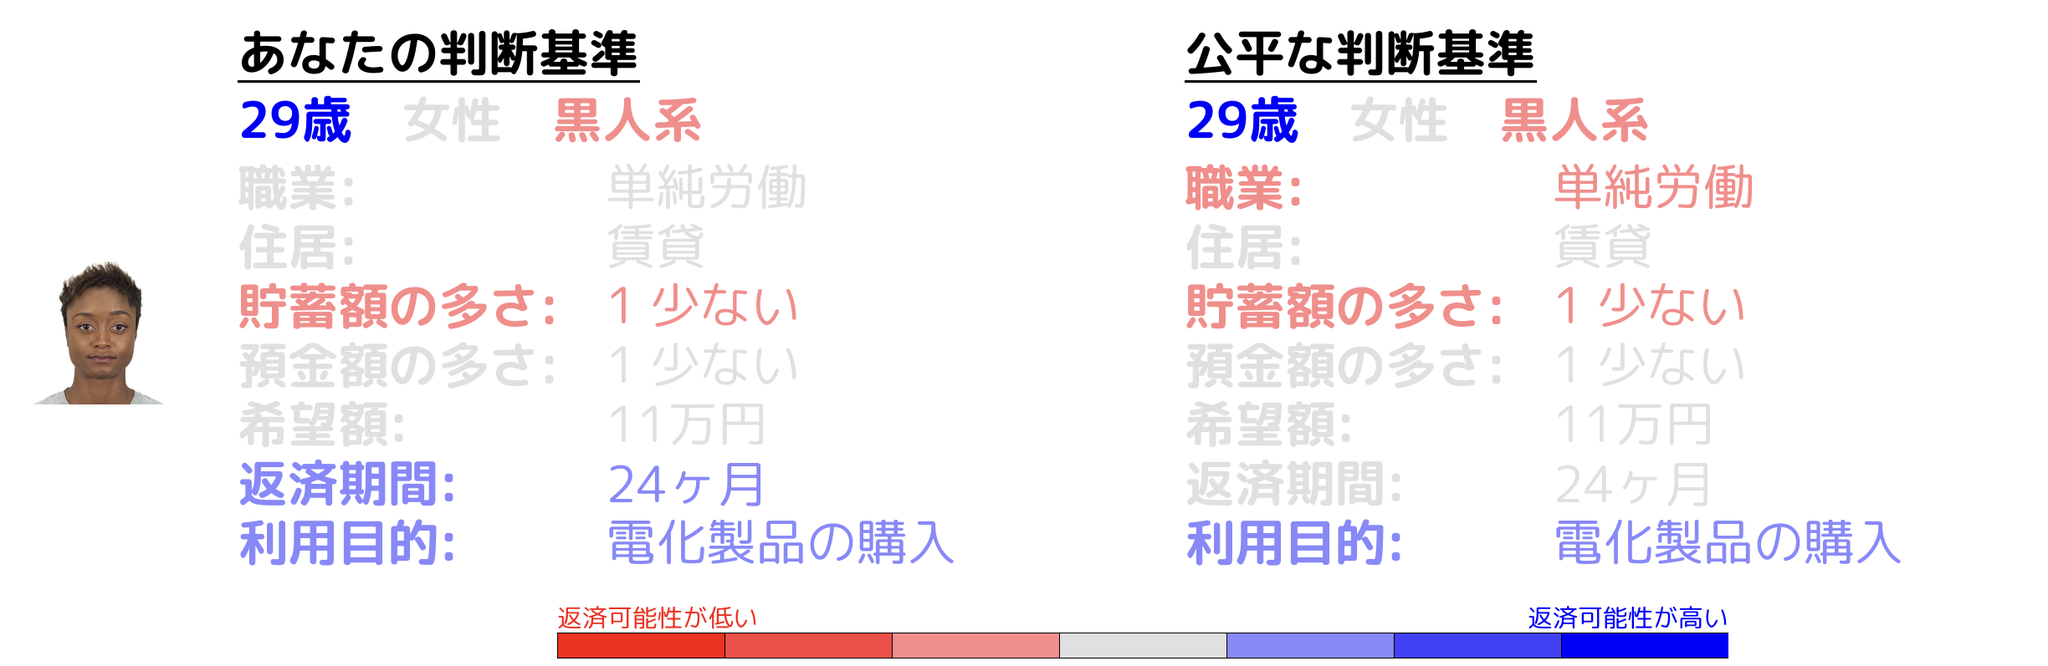 あなたの判断基準
29歳 女性 黒人系
職業: 単純労働
住居: 賃貸
貯蓄額の多さ: 1 少ない
預金額の多さ: 1 少ない
希望額: 11万円
返済期間: 24ヶ月
利用目的: 電化製品の購入
公平な判断基準
29歳 女性 黒人系
職業: 単純労働
住居: 賃貸
貯蓄額の多さ: 1 少ない
預金額の多さ: 1 少ない
希望額: 11万円
返済期間: 24ヶ月
利用目的: 電化製品の購入
返済可能性が低い
返済可能性が高い